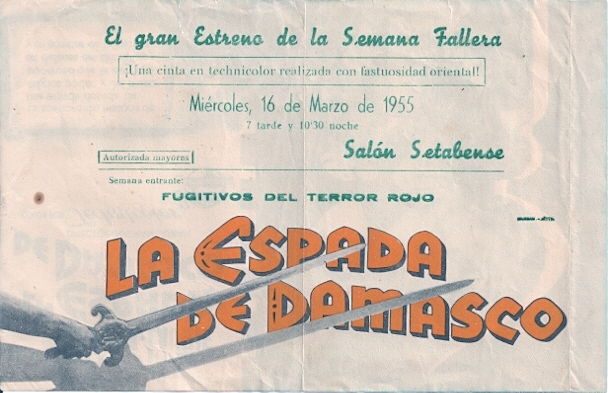 El gran Estreno de la Semana Fallera
¡Una cinta en technicolor realizada con fastuosidad oriental!
Miércoles, 16 de Marzo de 1955
7 tarde y 10'30 noche
Salón Setabense
Autorizada mayores
Semana entrante:
FUGITIVOS DEL TERROR ROJO
LA ESPADA
DE DAMASCO